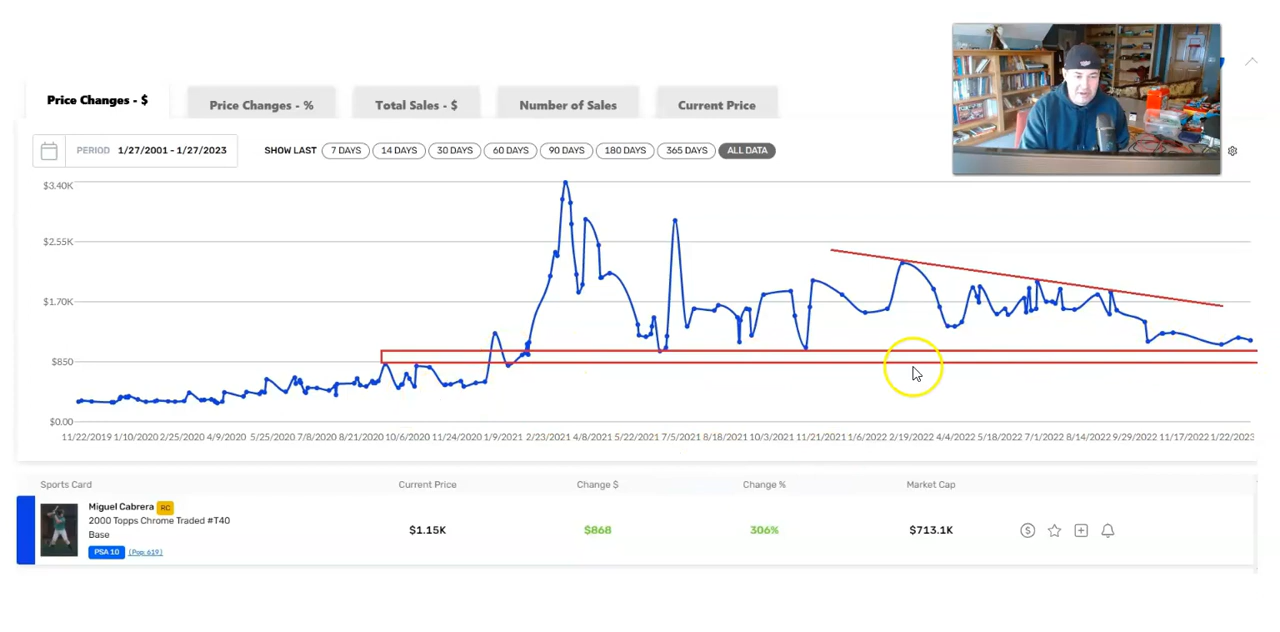 Price Changes - $
Price Changes - %
Total Sales - $
Number of Sales
Current Price
PERIOD 1/27/2001 - 1/27/2023
SHOW LAST 7 DAYS 14 DAYS 30 DAYS 60 DAYS 90 DAYS 180 DAYS 365 DAYS ALL DATA
$3.40K
$2.55K
$1.70K
$850
$0.00
11/22/2019 1/10/2020 2/25/2020 4/9/2020 5/25/2020 7/8/2020 8/21/2020 10/6/2020 11/24/2020 1/9/2021 2/23/2021 4/8/2021 5/22/2021 7/5/2021 8/18/2021 10/3/2021 11/21/2021 1/6/2022 2/19/2022 4/4/2022 5/18/2022 7/1/2022 8/14/2022 9/29/2022 11/17/2022 1/22/2023
Sports Card Current Price Change $ Change % Market Cap
Miguel Cabrera RC
2000 Topps Chrome Traded #T40
Base
PSA 10 (Pop 619)
$1.15K $868 306% $713.1K